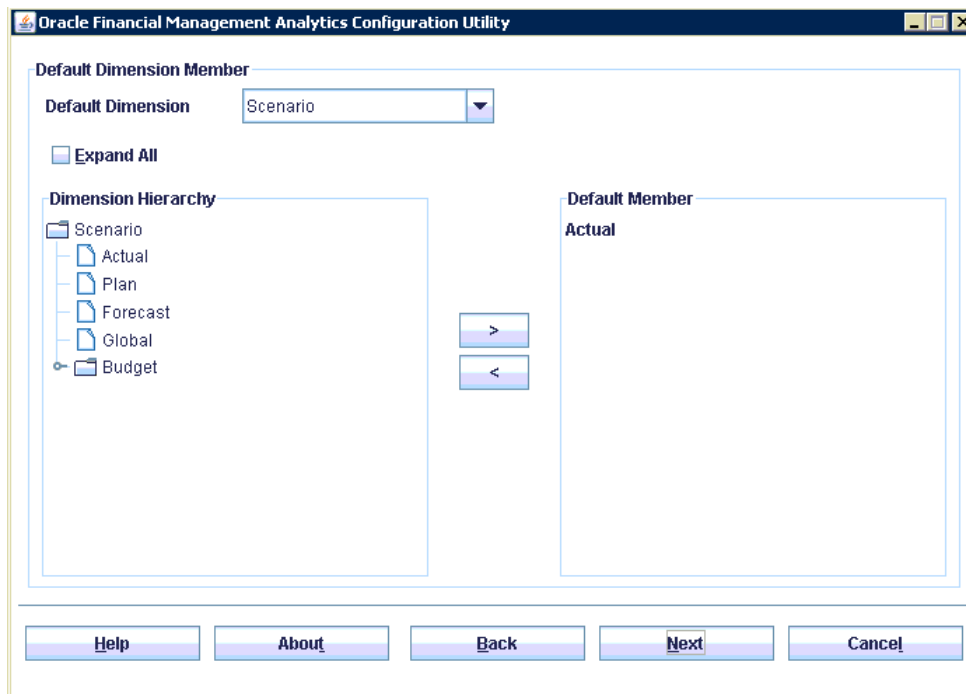 Oracle Financial Management Analytics Configuration Utility
Default Dimension Member
Default Dimension
Scenario
Expand All
Dimension Hierarchy
Scenario
Actual
Plan
Forecast
Global
Budget
>
<
Default Member
Actual
Help
About
Back
Next
Cancel